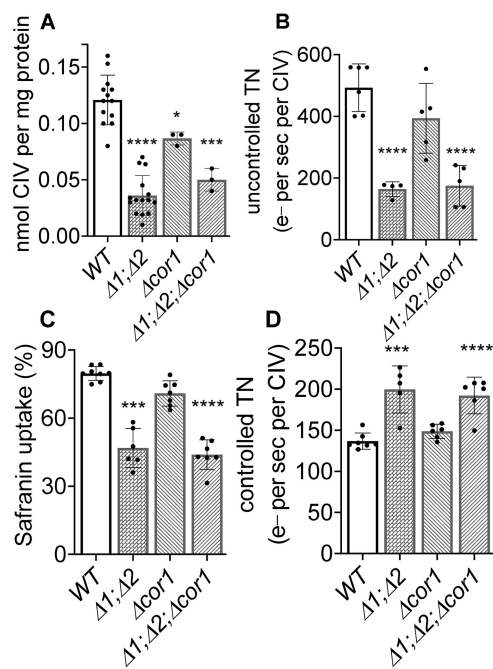 A
nmol CIV per mg protein
0.15
0.10
0.05
0.00
****
*
***
WT
Δ1;Δ2
Δcor1
Δ1;Δ2;Δcor1
B
uncontrolled TN
(e– per sec per CIV)
600
400
200
0
****
****
WT
Δ1;Δ2
Δcor1
Δ1;Δ2;Δcor1
C
Safranin uptake (%)
90
60
30
0
***
****
WT
Δ1;Δ2
Δcor1
Δ1;Δ2;Δcor1
D
controlled TN
(e– per sec per CIV)
250
200
150
100
50
0
***
****
WT
Δ1;Δ2
Δcor1
Δ1;Δ2;Δcor1